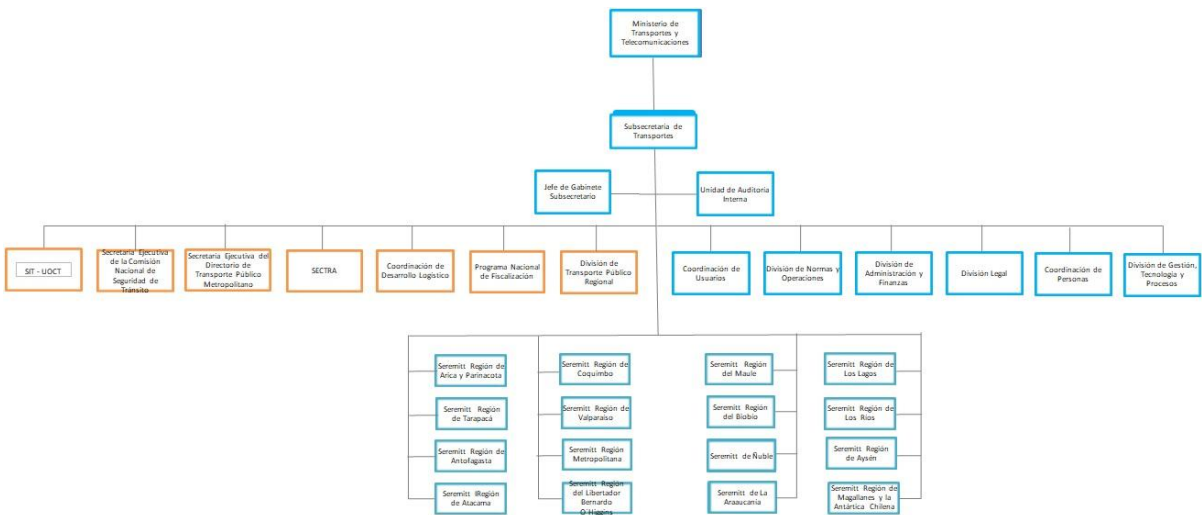 Ministerio de
Transportes y
Telecomunicaciones
Subsecretaría de
Transportes
Jefe de Gabinete
Subsecretario
Unidad de Auditoría
Interna
SIT - UOCT
Secretaría Ejecutiva
de la Comisión
Nacional de
Seguridad de
Tránsito
Secretaría Ejecutiva del
Directorio de
Transporte Público
Metropolitano
SECTRA
Coordinación de
Desarrollo Logístico
Programa Nacional
de Fiscalización
División de
Transporte Público
Regional
Coordinación de
Usuarios
División de Normas y
Operaciones
División de
Administración y
Finanzas
División Legal
Coordinación de
Personas
División de Gestión,
Tecnología y
Procesos
Seremitt Región de
Arica y Parinacota
Seremitt Región
de Tarapacá
Seremitt Región de
Antofagasta
Seremitt IRegión
de Atacama
Seremitt Región de
Coquimbo
Seremitt Región de
Valparaíso
Seremitt Región
Metropolitana
Seremitt Región
del Libertador
Bernardo
O´Higgins
Seremitt Región
del Maule
Seremitt Región
del Biobío
Seremitt de Ñuble
Seremitt de La
Araaucanía
Seremitt Región de
Los Lagos
Seremitt Región de
Los Ríos
Seremitt Región
de Aysén
Seremitt Región de
Magallanes y la
Antártica Chilena